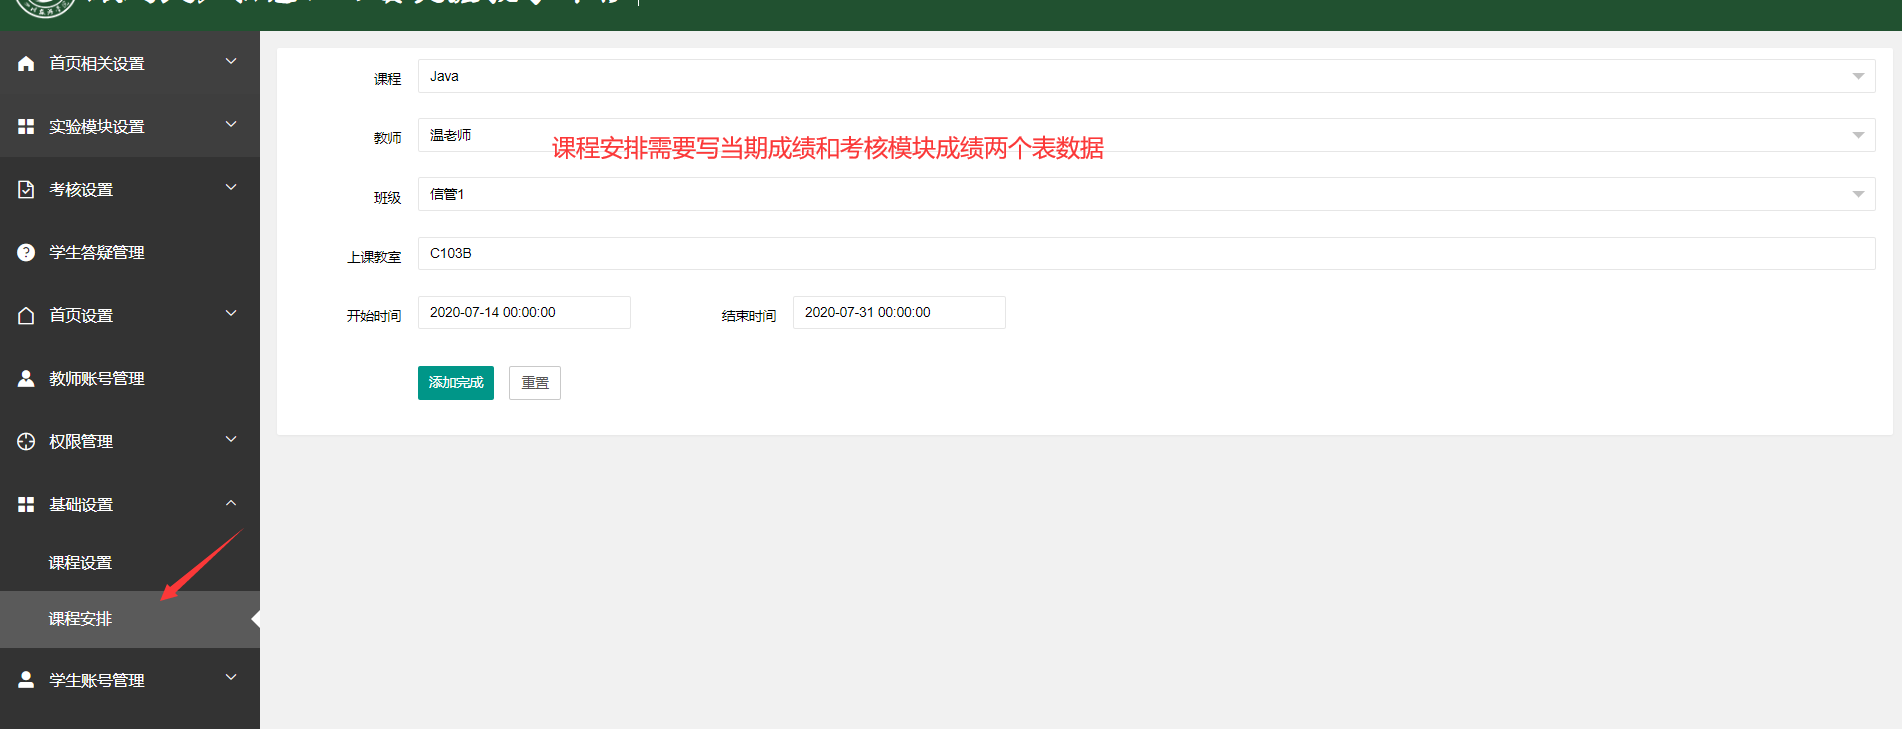 首页相关设置
实验模块设置
考核设置
学生答疑管理
首页设置
教师账号管理
权限管理
基础设置
课程设置
课程安排
学生账号管理
课程 Java
教师 温老师
课程安排需要写当期成绩和考核模块成绩两个表数据
班级 信管1
上课教室 C103B
开始时间 2020-07-14 00:00:00 结束时间 2020-07-31 00:00:00
添加完成 重置